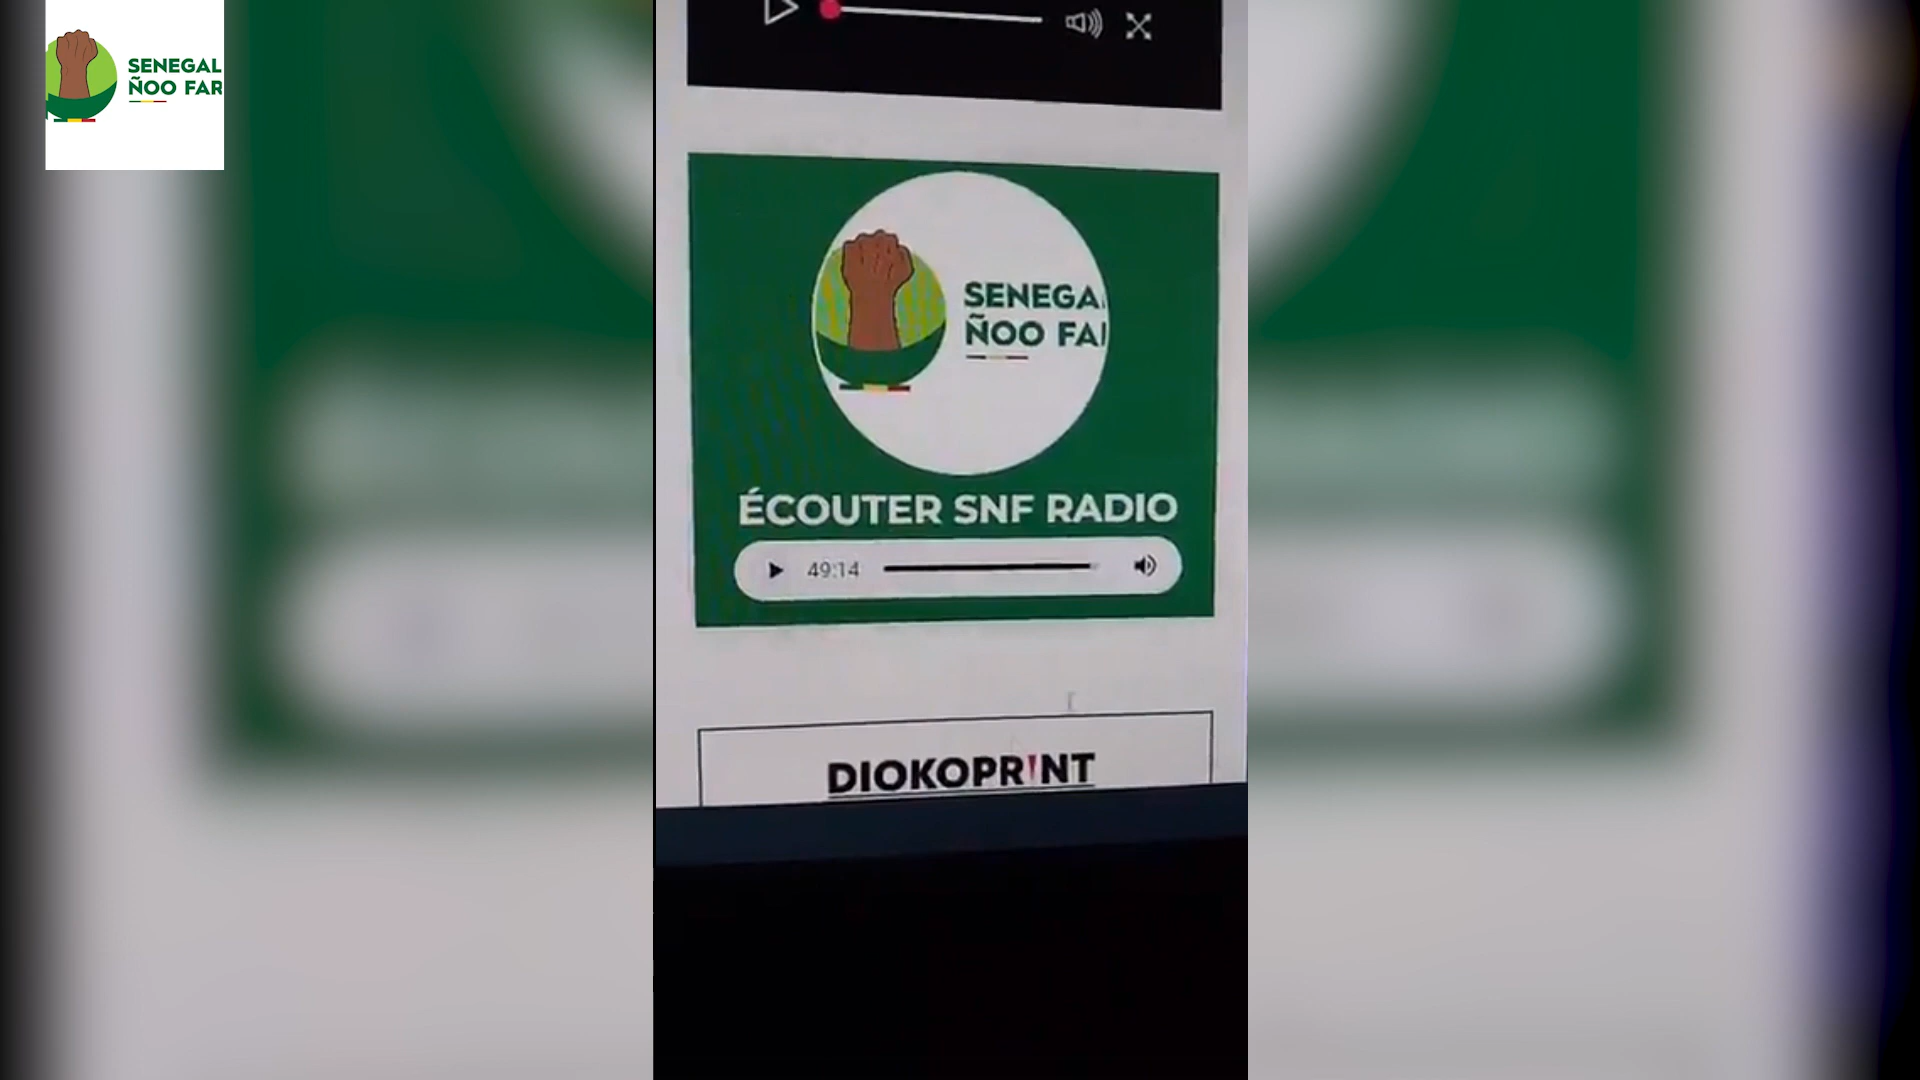 SENEGAL
ÑOO FAR
SENEGA
ÑOO FA
ÉCOUTER SNF RADIO
49:14
DIOKOPRINT